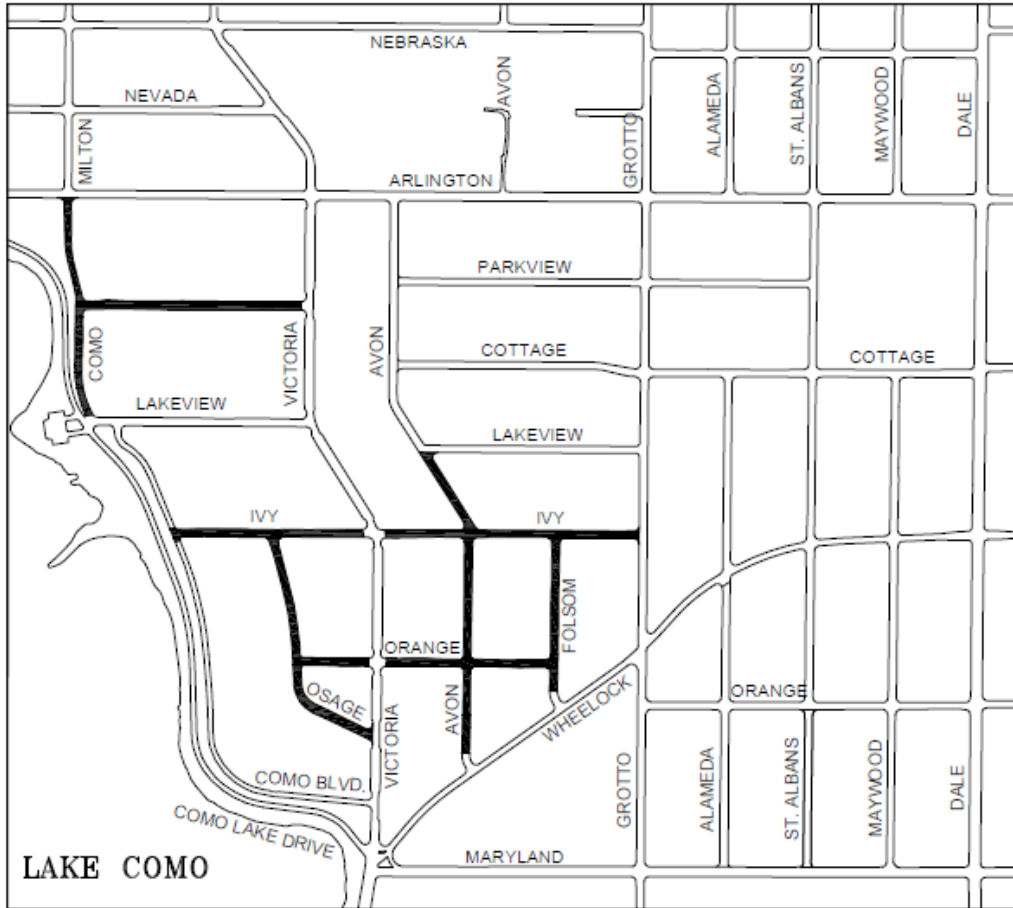 NEBRASKA
NEVADA
AVON
MILTON
GROTTO
ALAMEDA
ST. ALBANS
MAYWOOD
DALE
ARLINGTON
PARKVIEW
COMO
VICTORIA
AVON
COTTAGE
COTTAGE
LAKEVIEW
LAKEVIEW
IVY
IVY
FOLSOM
ORANGE
OSAGE
VICTORIA
AVON
WHEELOCK
ORANGE
GROTTO
ALAMEDA
ST. ALBANS
MAYWOOD
DALE
COMO BLVD.
COMO LAKE DRIVE
MARYLAND
LAKE COMO